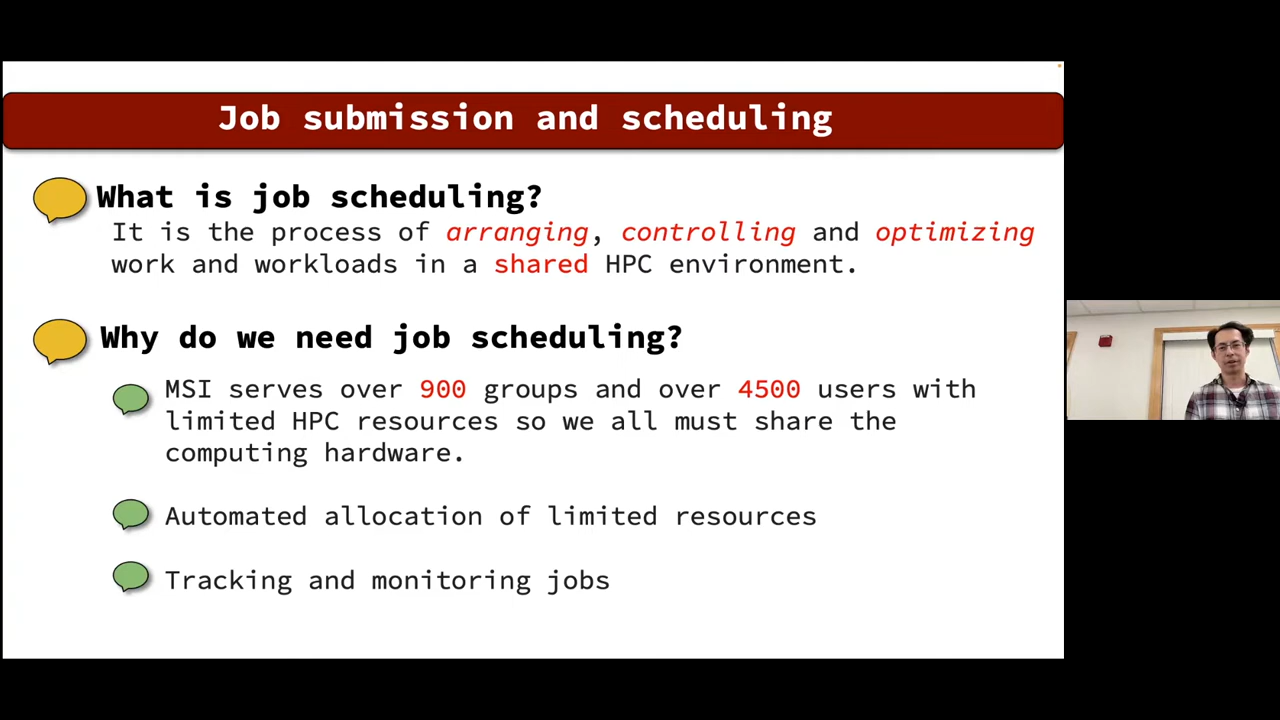 Job submission and scheduling
What is job scheduling?
It is the process of arranging, controlling and optimizing
work and workloads in a shared HPC environment.
Why do we need job scheduling?
MSI serves over 900 groups and over 4500 users with
limited HPC resources so we all must share the
computing hardware.
Automated allocation of limited resources
Tracking and monitoring jobs